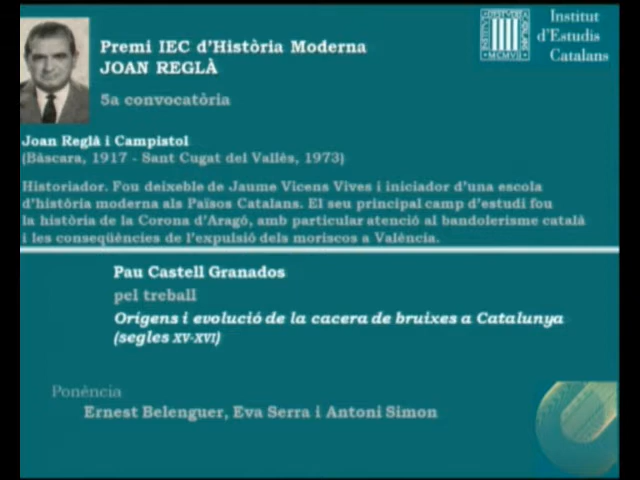 Premi IEC d'Història Moderna
JOAN REGLÀ
5a convocatòria
Institut
d'Estudis
Catalans
MCMVII
Joan Reglà i Campistol
(Bàscara, 1917 - Sant Cugat del Vallès, 1973)
Historiador. Fou deixeble de Jaume Vicens Vives i iniciador d'una escola
d'història moderna als Països Catalans. El seu principal camp d'estudi fou
la història de la Corona d'Aragó, amb particular atenció al bandolerisme català
i les conseqüències de l'expulsió dels moriscos a València.
Pau Castell Granados
pel treball
Orígens i evolució de la cacera de bruixes a Catalunya
(segles XV-XVI)
Ponència
Ernest Belenguer, Eva Serra i Antoni Simon